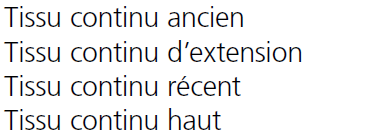 Tissu continu ancien
Tissu continu d’extension
Tissu continu récent
Tissu continu haut